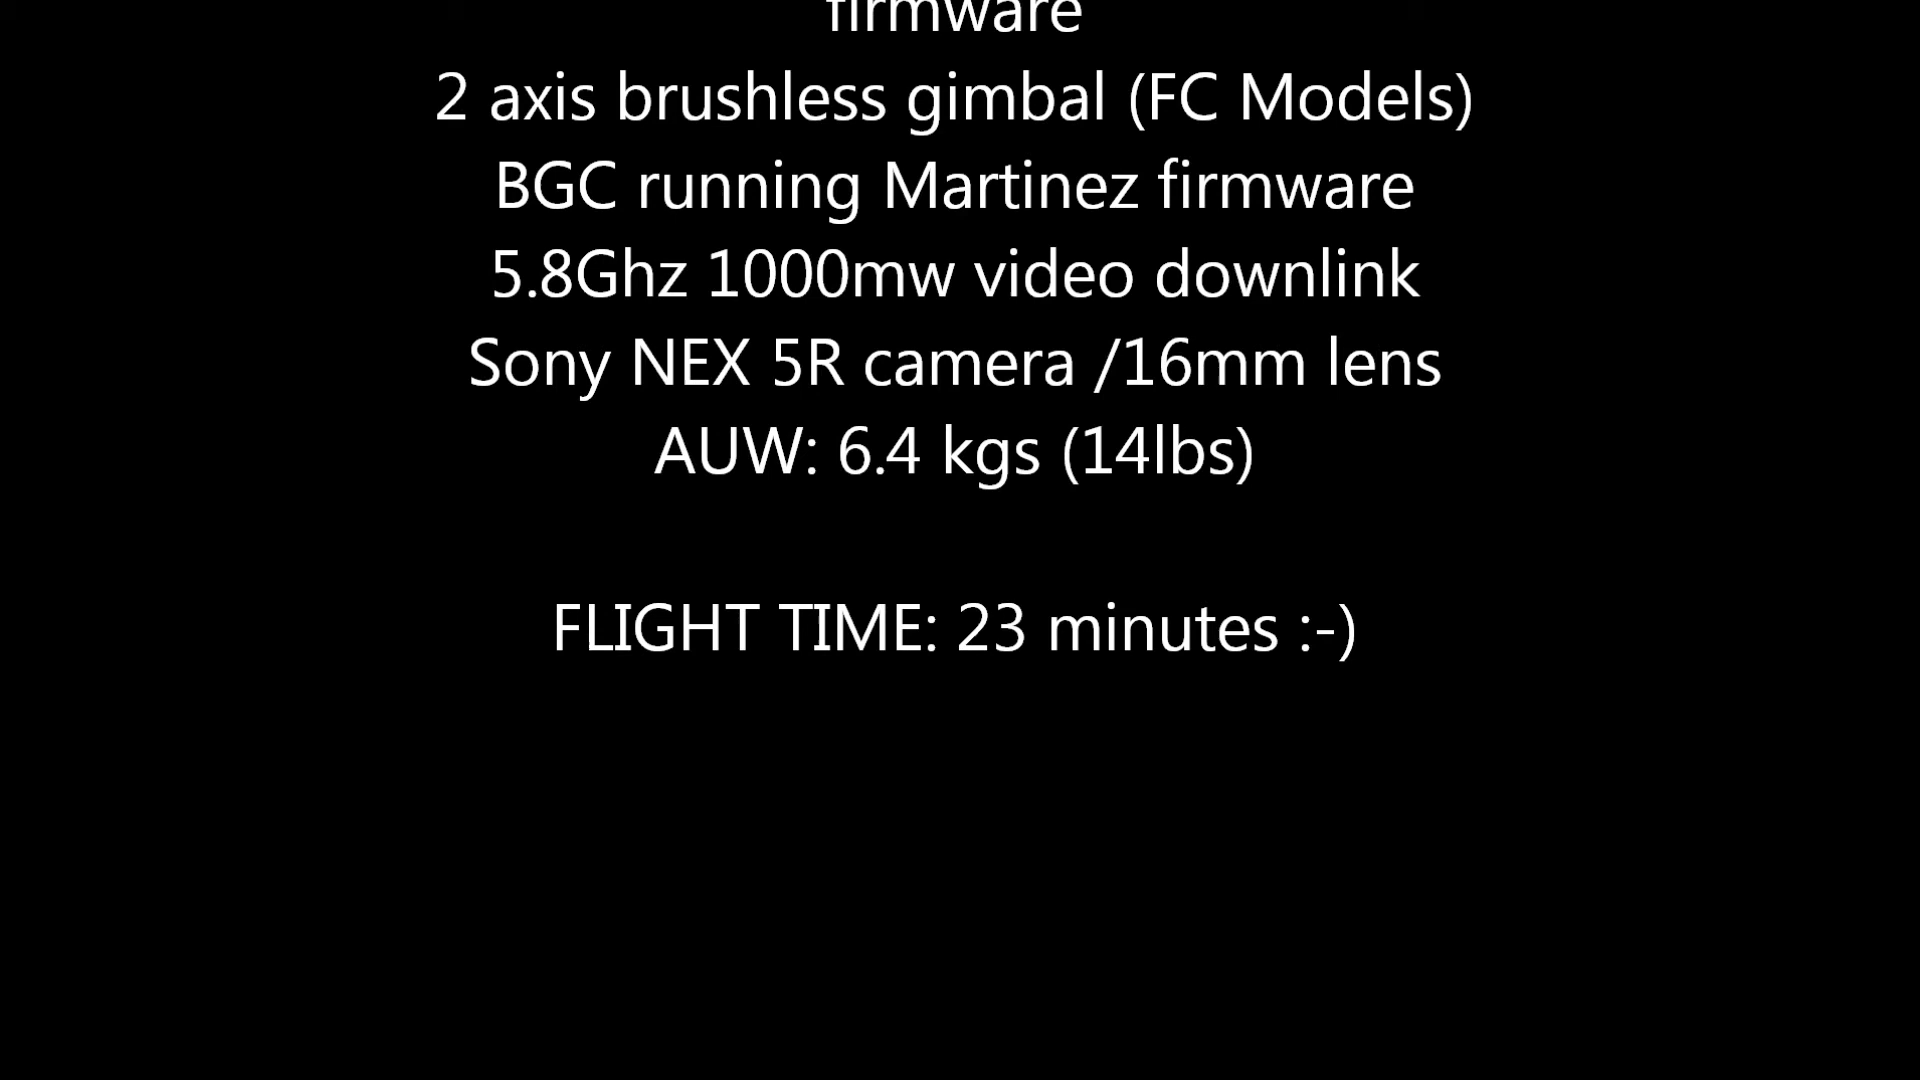 firmware
2 axis brushless gimbal (FC Models)
BGC running Martinez firmware
5.8Ghz 1000mw video downlink
Sony NEX 5R camera /16mm lens
AUW: 6.4 kgs (14lbs)
FLIGHT TIME: 23 minutes :-)